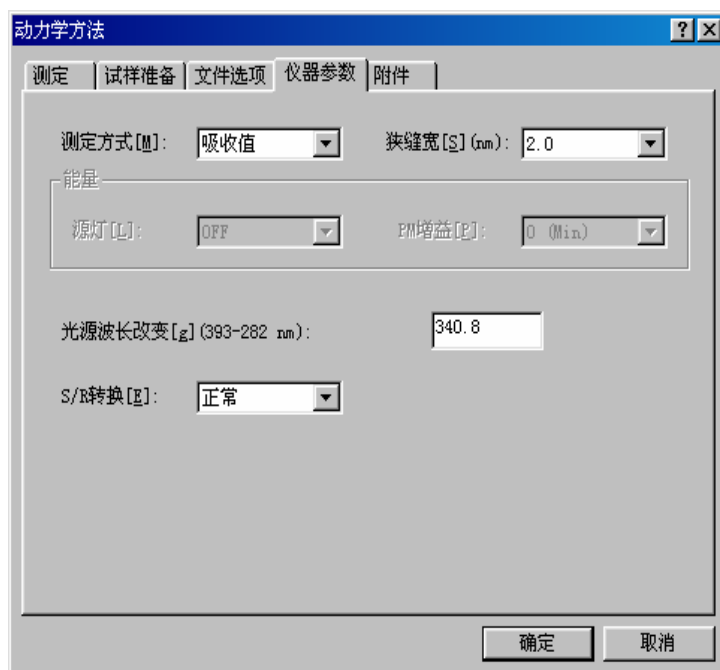 动力学方法
测定 试样准备 文件选项 仪器参数 附件
测定方式[M]: 吸收值 狭缝宽[S](nm): 2.0
能量
源灯[L]: OFF PM增益[P]: 0 (Min)
光源波长改变[g](393-282 nm): 340.8
S/R转换[E]: 正常
确定 取消